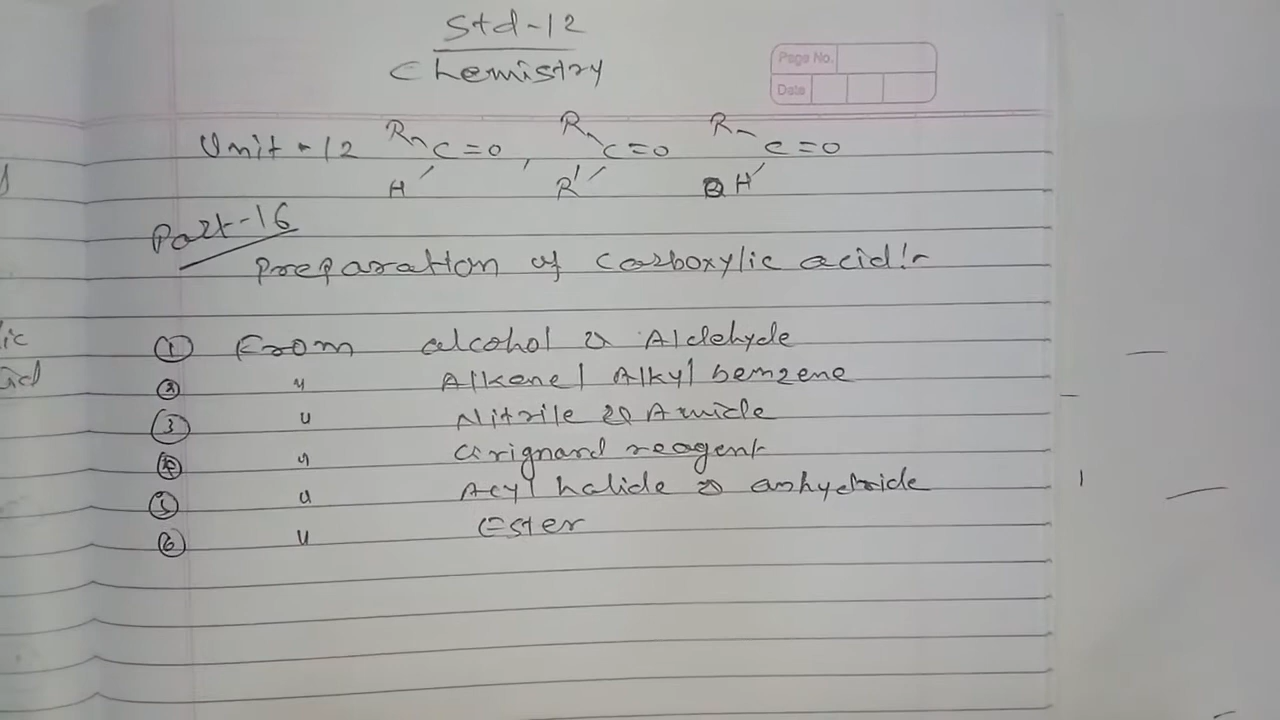 Std-12
Chemistry
Page No.
Date
Unit-12 R C=O, R C=O R C=O
H R' H
Part-16
Preparation of Carboxylic acid:-
ic
① From alcohol & Aldehyde
② " Alkene / Alkyl benzene
③ " Nitrile & Amide
④ " Grignard reagent
⑤ " Acyl halide & anhydride
⑥ " Ester